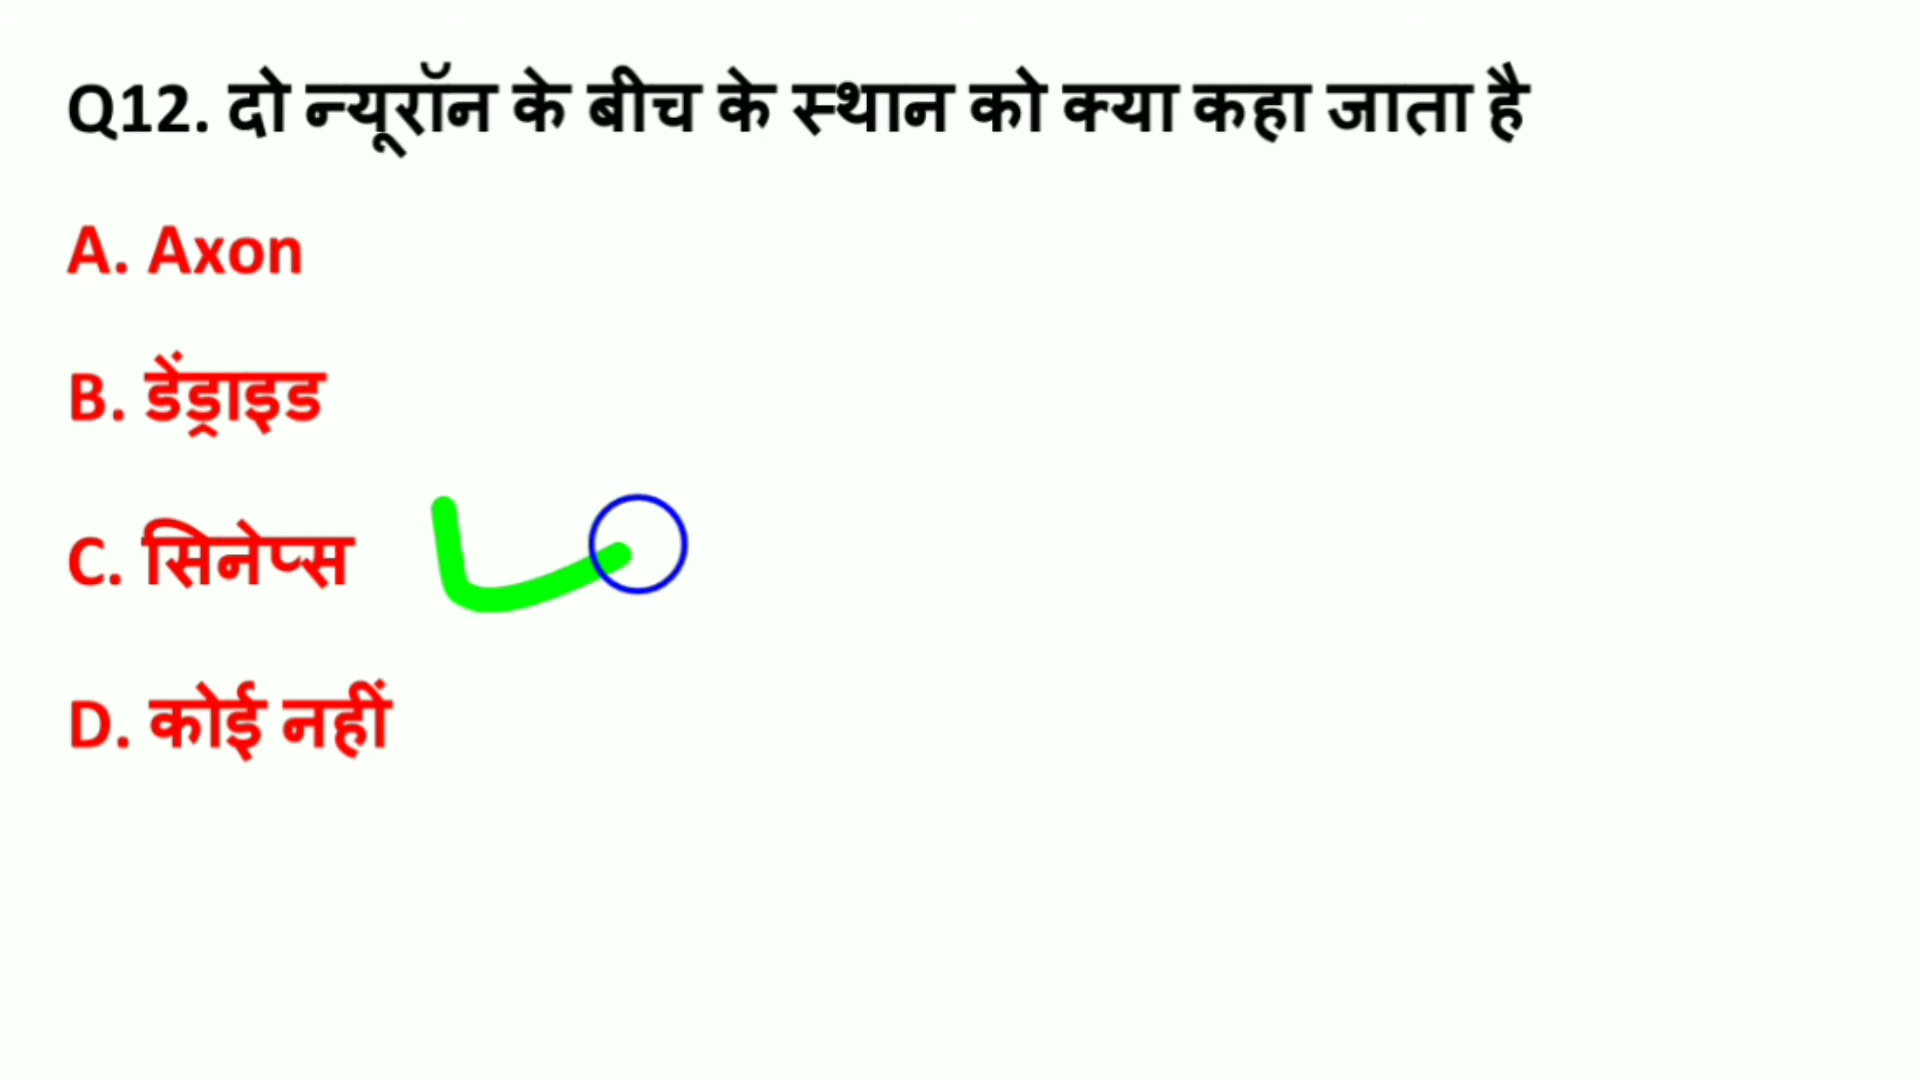 Q12. दो न्यूरॉन के बीच के स्थान को क्या कहा जाता है
A. Axon
B. डेंड्राइड
C. सिनेप्स
D. कोई नहीं